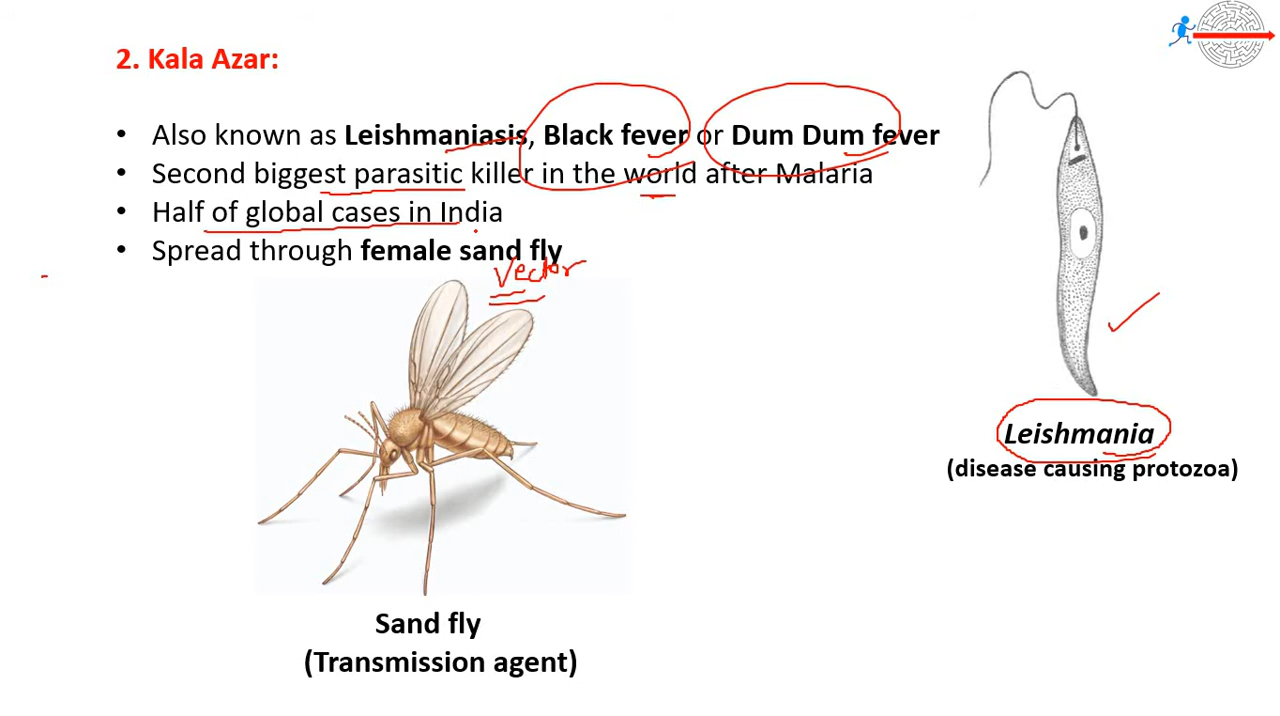 2. Kala Azar:
• Also known as Leishmaniasis, Black fever or Dum Dum fever
• Second biggest parasitic killer in the world after Malaria
• Half of global cases in India
• Spread through female sand fly
Vector
Leishmania
(disease causing protozoa)
Sand fly
(Transmission agent)